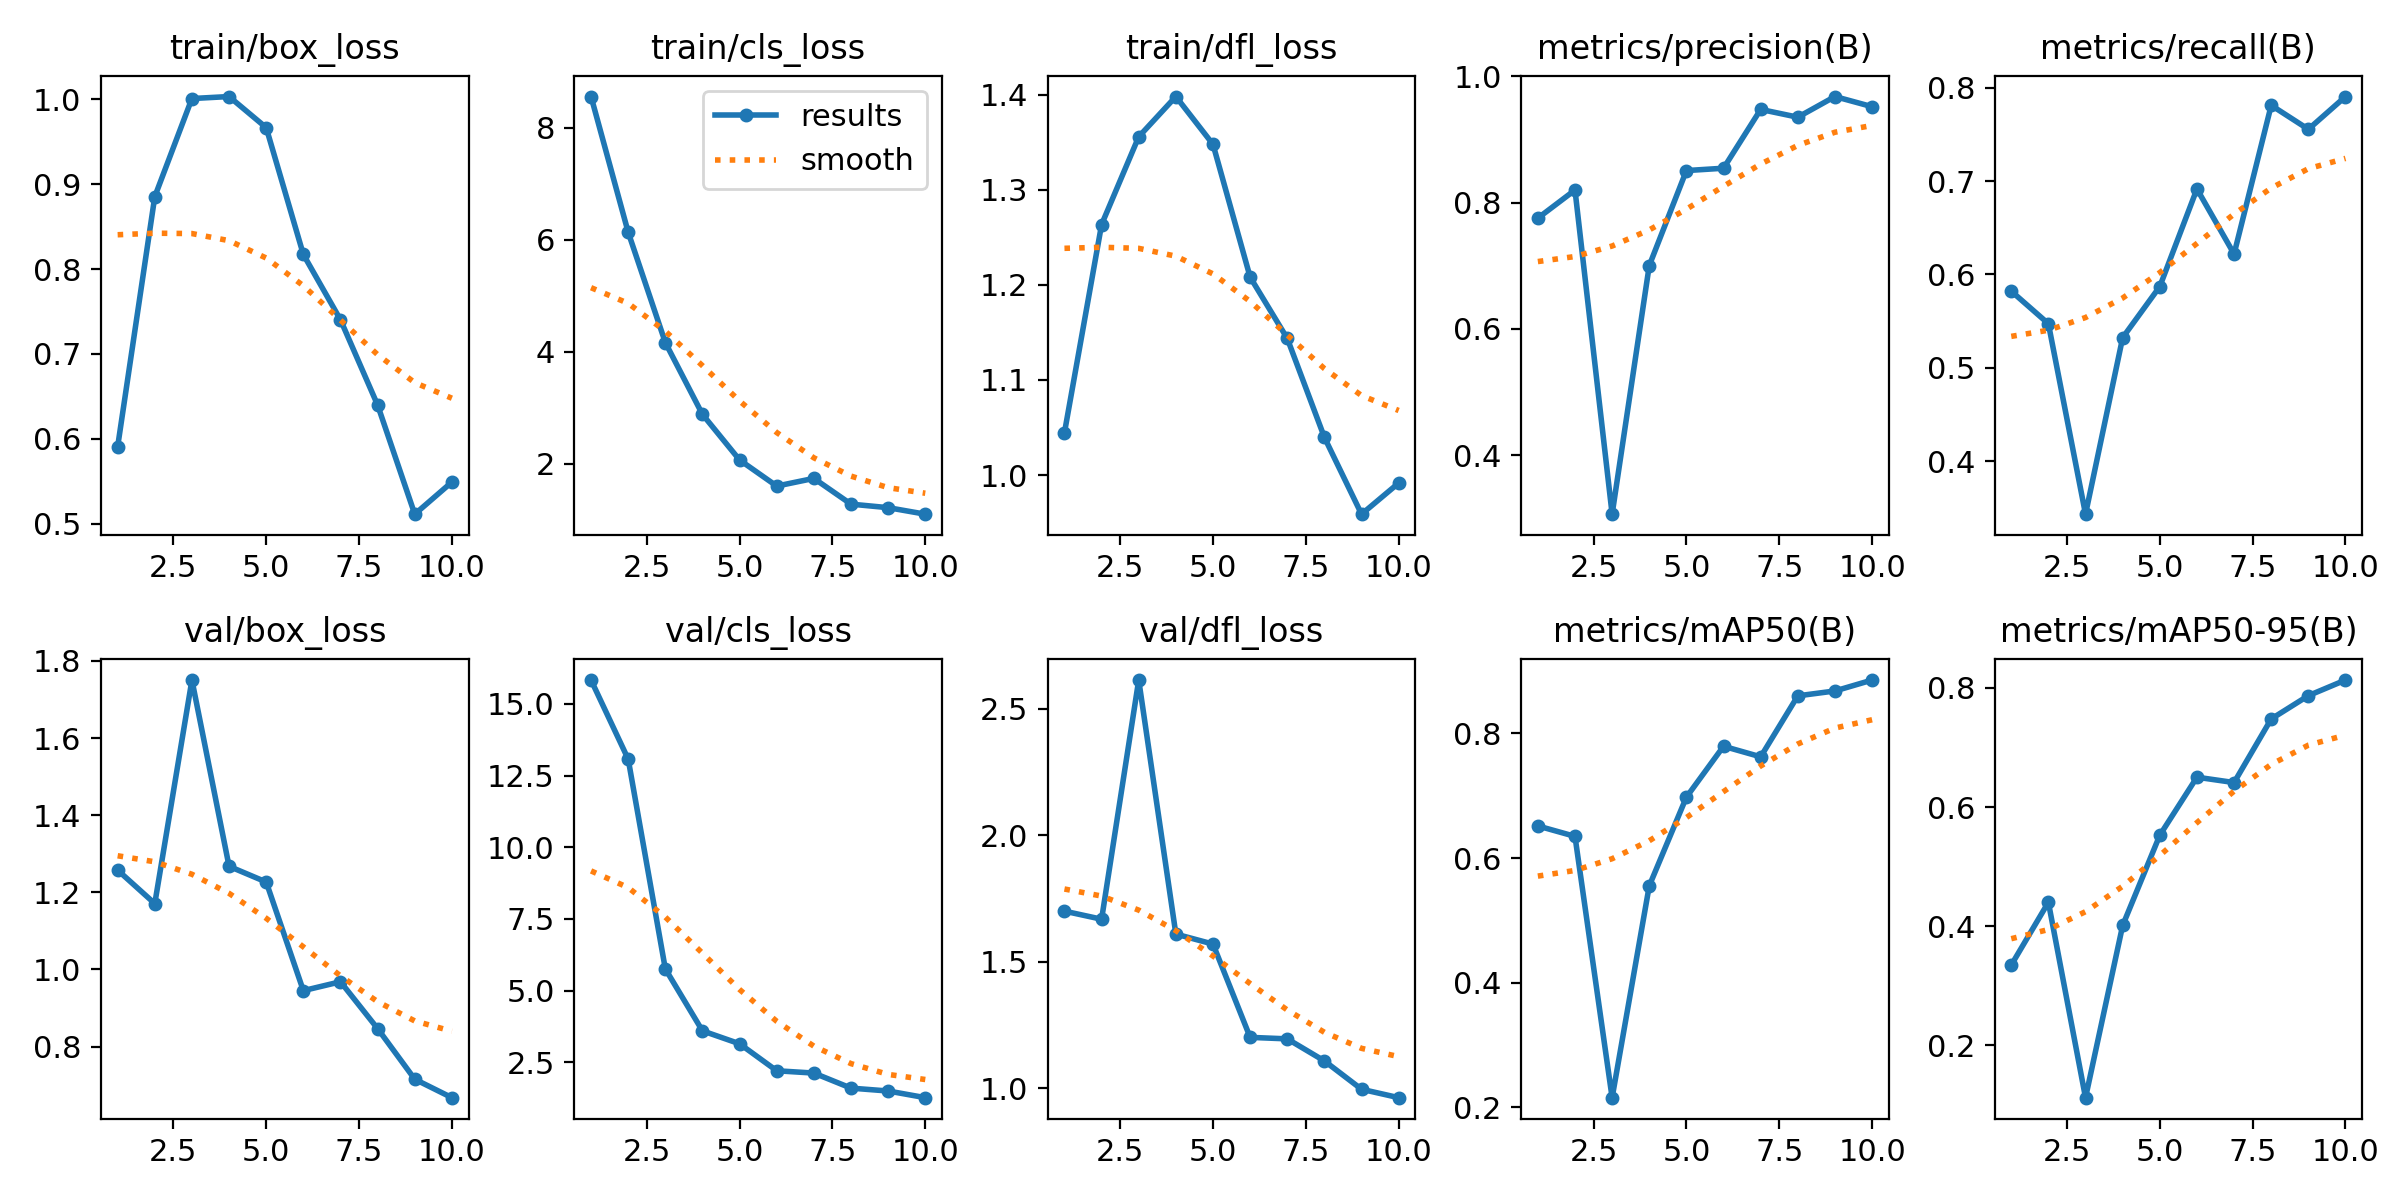 train/box_loss
train/cls_loss
train/dfl_loss
metrics/precision(B)
metrics/recall(B)
1.0
0.9
0.8
0.7
0.6
0.5
2.5 5.0 7.5 10.0
8
6
4
2
results
smooth
2.5 5.0 7.5 10.0
1.4
1.3
1.2
1.1
1.0
2.5 5.0 7.5 10.0
1.0
0.8
0.6
0.4
2.5 5.0 7.5 10.0
0.8
0.7
0.6
0.5
0.4
2.5 5.0 7.5 10.0
val/box_loss
val/cls_loss
val/dfl_loss
metrics/mAP50(B)
metrics/mAP50-95(B)
1.8
1.6
1.4
1.2
1.0
0.8
2.5 5.0 7.5 10.0
15.0
12.5
10.0
7.5
5.0
2.5
2.5 5.0 7.5 10.0
2.5
2.0
1.5
1.0
2.5 5.0 7.5 10.0
0.8
0.6
0.4
0.2
2.5 5.0 7.5 10.0
0.8
0.6
0.4
0.2
2.5 5.0 7.5 10.0